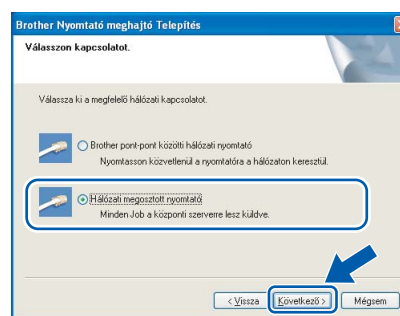 Brother Nyomtató meghajtó Telepítés
Válasszon kapcsolatot.
Válassza ki a megfelelő hálózati kapcsolatot.
Brother pont-pont közötti hálózati nyomtató
Nyomtasson közvetlenül a nyomtatóra a hálózaton keresztül.
Hálózati megosztott nyomtató
Minden Job a központi szerverre lesz küldve.
< Vissza Következő > Mégsem